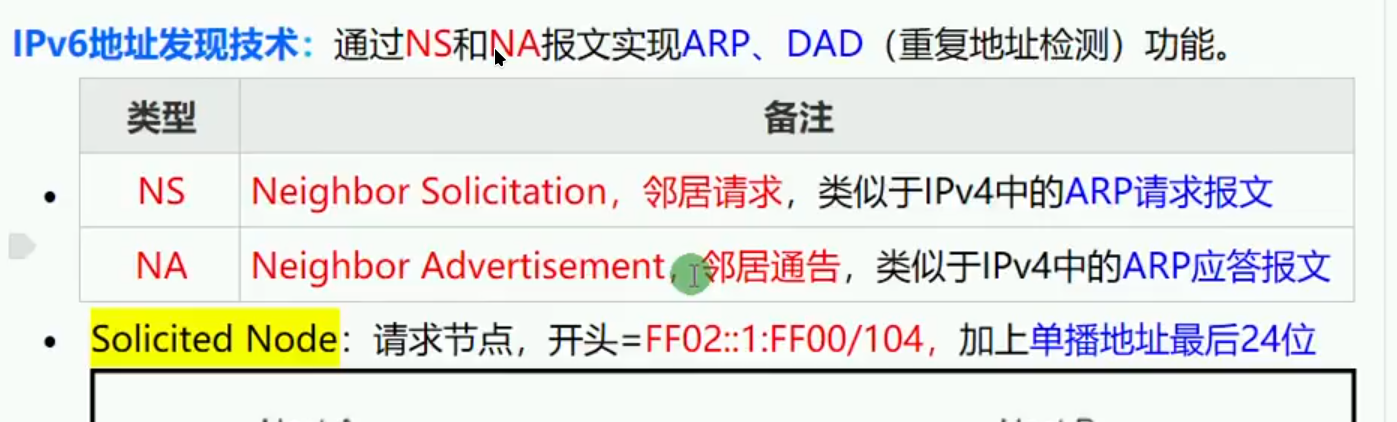 IPv6地址发现技术：通过NS和NA报文实现ARP、DAD（重复地址检测）功能。
类型 备注
NS Neighbor Solicitation，邻居请求，类似于IPv4中的ARP请求报文
NA Neighbor Advertisement，邻居通告，类似于IPv4中的ARP应答报文
Solicited Node：请求节点，开头=FF02::1:FF00/104，加上单播地址最后24位